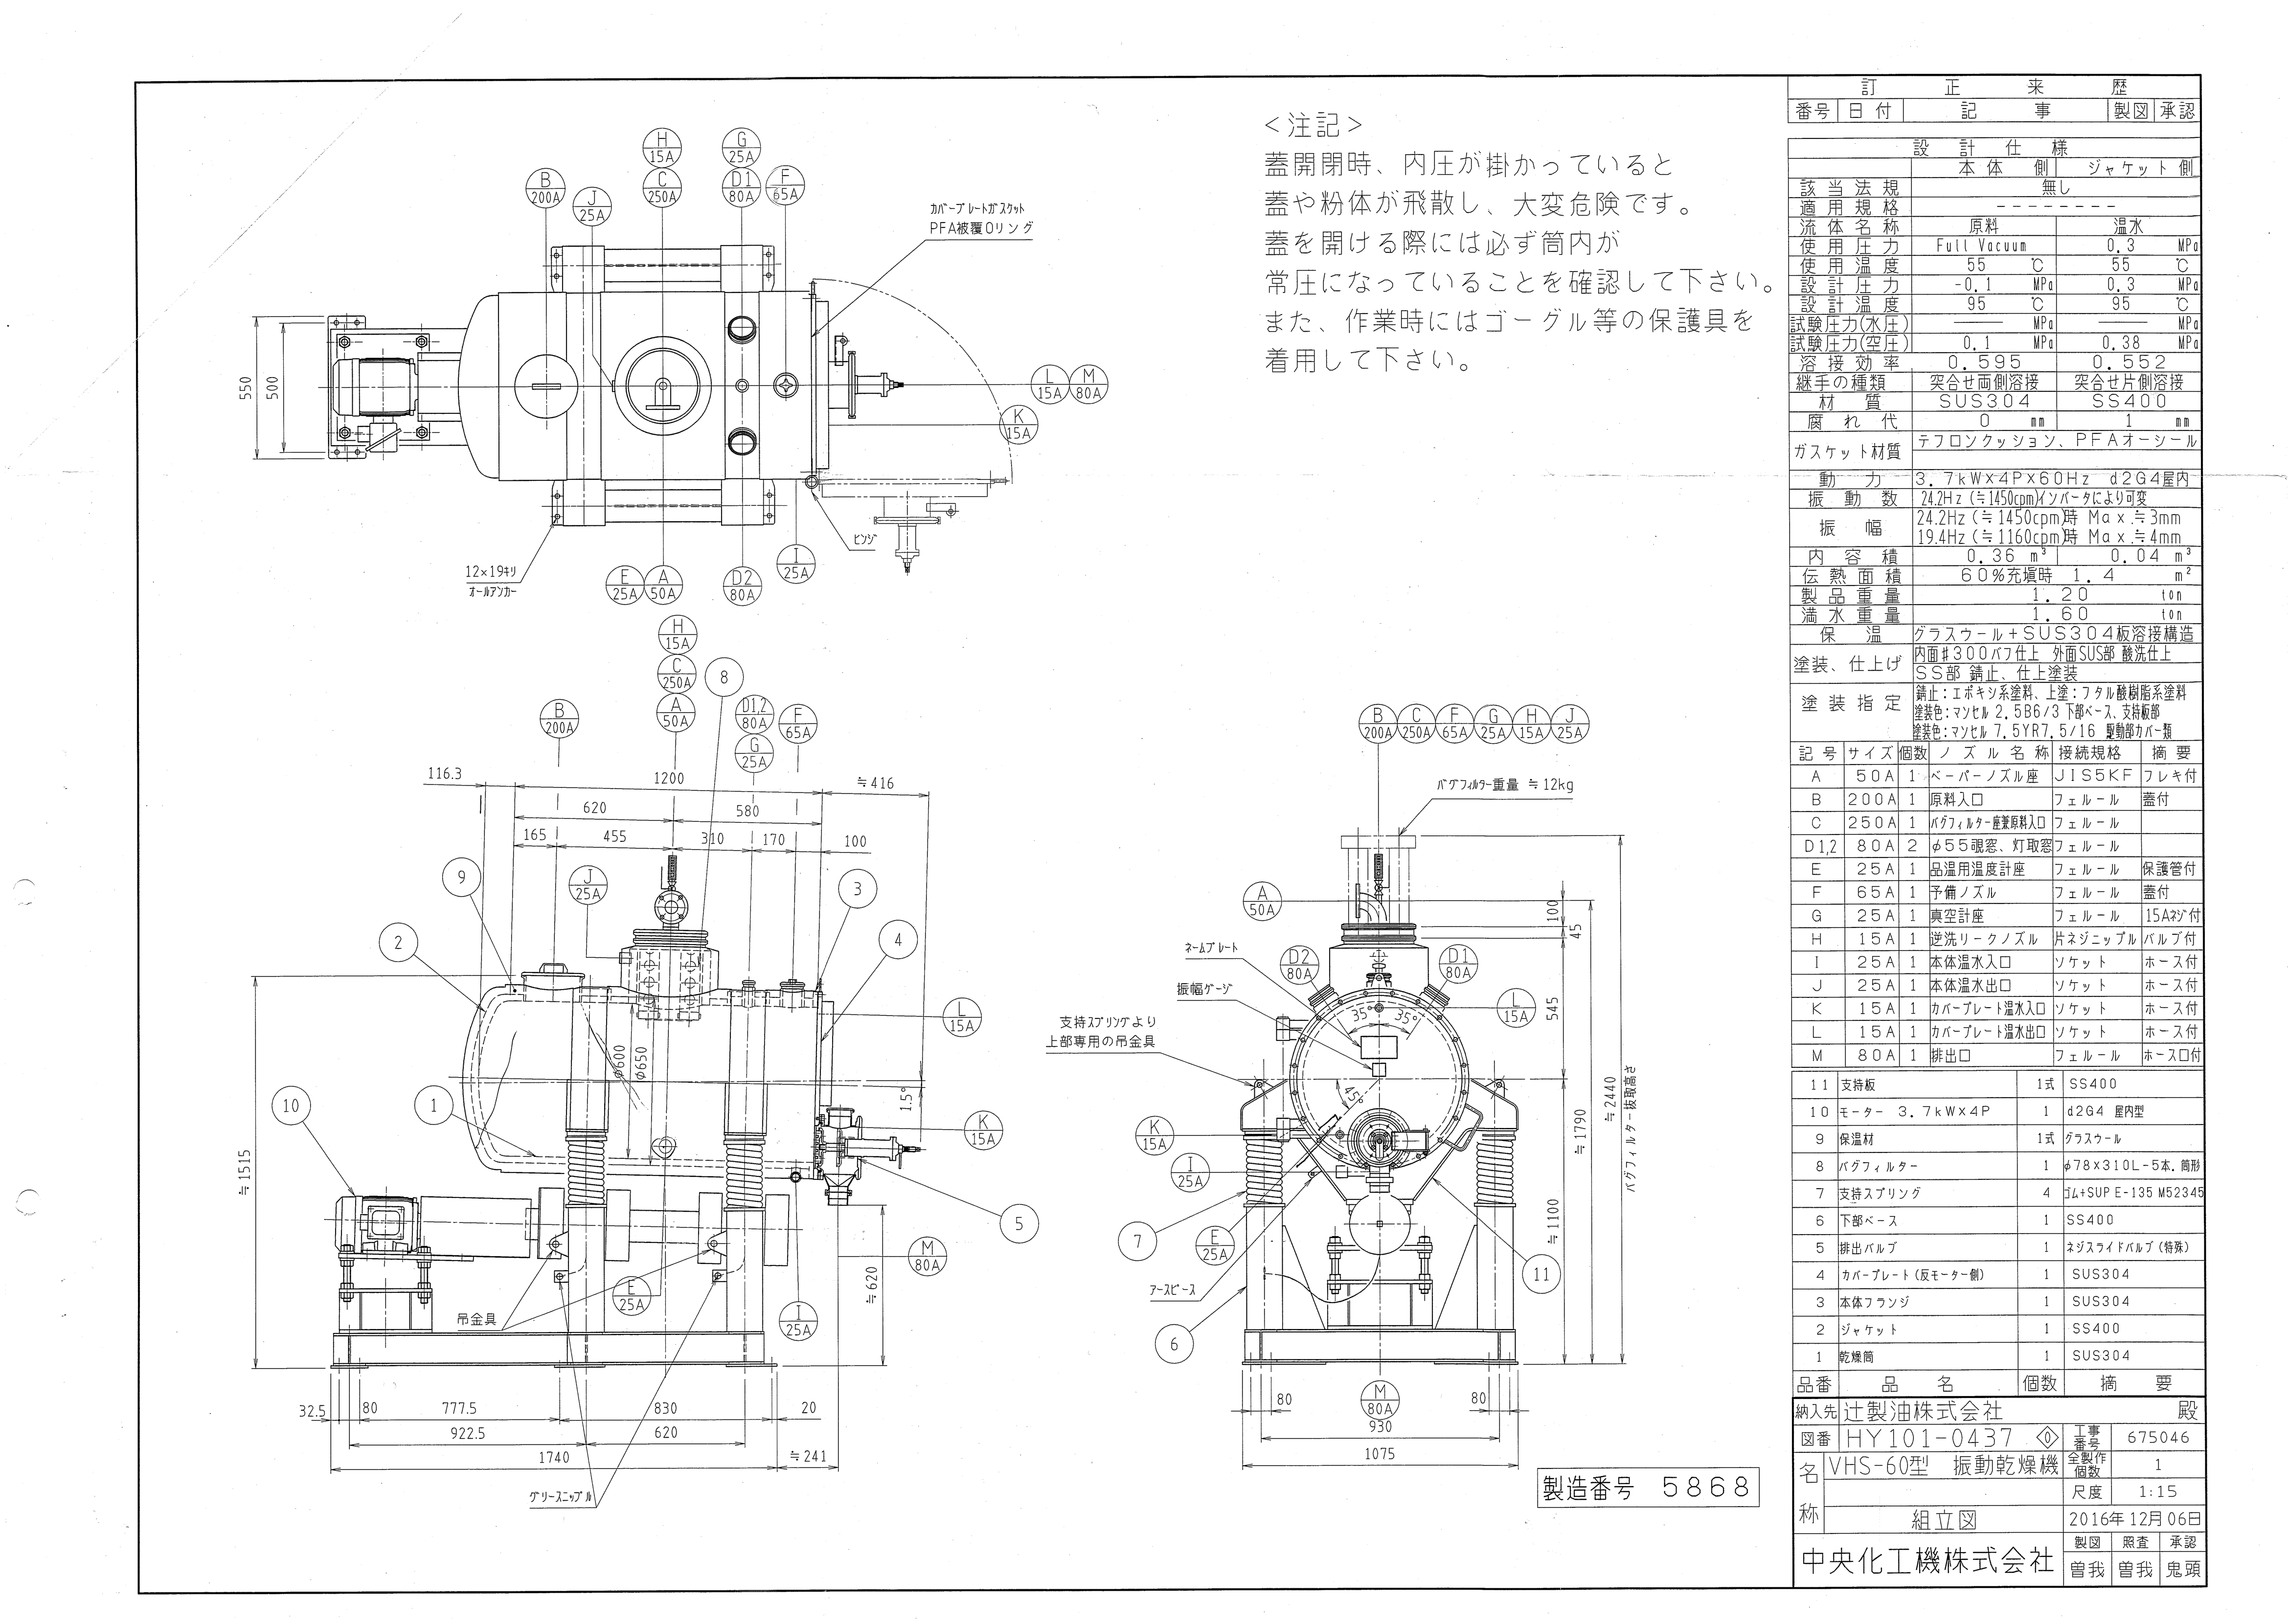 <注記>
蓋開閉時、内圧が掛かっていると
蓋や粉体が飛散し、大変危険です。
蓋を開ける際には必ず筒内が
常圧になっていることを確認して下さい。
また、作業時にはゴーグル等の保護具を
着用して下さい。
H 15A
G 25A
B 200A
J 25A
C 250A
D1 80A
F 65A
カバープレートガスケット
PFA被覆Oリング
550
500
L 15A
M 80A
K 15A
ヒンジ
I 25A
12×19キリ
オールアンカー
E 25A
A 50A
D2 80A
H 15A
C 250A
A 50A
8
B 200A
D1,2 80A
G 25A
F 65A
116.3
1200
≒416
620
580
165
455
310
170
100
J 25A
9
3
2
4
L 15A
φ600
φ650
1.5°
10
1
K 15A
≒1515
5
M 80A
≒620
E 25A
I 25A
吊金具
32.5
80
777.5
830
20
922.5
620
1740
≒241
グリースニップル
B 200A
C 250A
F 65A
G 25A
H 15A
J 25A
バグフィルター重量 ≒12kg
A 50A
100
45
ネームプレート
D2 80A
D1 80A
振幅ゲージ
35°
35°
L 15A
545
支持スプリングより
上部専用の吊金具
45°
≒1790
≒2440
バグフィルター抜取高さ
K 15A
I 25A
7
E 25A
≒1100
11
アースピース
6
M 80A
80
80
930
1075
製造番号 5868
訂正来歴
番号 日付 記事 製図 承認
設計仕様
本体側 ジャケット側
該当法規 無し
適用規格 --------
流体名称 原料 温水
使用圧力 Full Vacuum 0.3 MPa
使用温度 55 ℃ 55 ℃
設計圧力 -0.1 MPa 0.3 MPa
設計温度 95 ℃ 95 ℃
試験圧力(水圧) —— MPa —— MPa
試験圧力(空圧) 0.1 MPa 0.38 MPa
溶接効率 0.595 0.552
継手の種類 突合せ両側溶接 突合せ片側溶接
材質 SUS304 SS400
腐れ代 0 mm 1 mm
ガスケット材質 テフロンクッション、PFAオーシール
動力 3.7kW×4P×60Hz d2G4屋内
振動数 24.2Hz(≒1450cpm)インバータにより可変
振幅 24.2Hz(≒1450cpm)時 Max.≒3mm
19.4Hz(≒1160cpm)時 Max.≒4mm
内容積 0.36 m³ 0.04 m³
伝熱面積 60%充填時 1.4 m²
製品重量 1.20 ton
満水重量 1.60 ton
保温 グラスウール+SUS304板溶接構造
塗装、仕上げ 内面♯300バフ仕上 外面SUS部 酸洗仕上
SS部 錆止、仕上塗装
塗装指定 錆止:エポキシ系塗料、上塗:フタル酸樹脂系塗料
塗装色:マンセル 2.5B6/3 下部ベース、支持板部
塗装色:マンセル 7.5YR7.5/16 駆動部カバー類
記号 サイズ 個数 ノズル名称 接続規格 摘要
A 50A 1 ベーパーノズル座 JIS5KF フレキ付
B 200A 1 原料入口 フェルール 蓋付
C 250A 1 バグフィルター座兼原料入口 フェルール
D1,2 80A 2 φ55覗窓、灯取窓 フェルール
E 25A 1 品温用温度計座 フェルール 保護管付
F 65A 1 予備ノズル フェルール 蓋付
G 25A 1 真空計座 フェルール 15Aネジ付
H 15A 1 逆洗リークノズル 片ネジニップル バルブ付
I 25A 1 本体温水入口 ソケット ホース付
J 25A 1 本体温水出口 ソケット ホース付
K 15A 1 カバープレート温水入口 ソケット ホース付
L 15A 1 カバープレート温水出口 ソケット ホース付
M 80A 1 排出口 フェルール ホース口付
11 支持板 1式 SS400
10 モーター 3.7kW×4P 1 d2G4 屋内型
9 保温材 1式 グラスウール
8 バグフィルター 1 φ78×310L-5本.筒形
7 支持スプリング 4 ゴム+SUP E-135 M52345
6 下部ベース 1 SS400
5 排出バルブ 1 ネジスライドバルブ(特殊)
4 カバープレート(反モーター側) 1 SUS304
3 本体フランジ 1 SUS304
2 ジャケット 1 SS400
1 乾燥筒 1 SUS304
品番 品名 個数 摘要
納入先 辻製油株式会社 殿
図番 HY101-0437 0 工事番号 675046
名称 VHS-60型 振動乾燥機 全製作個数 1
尺度 1:15
組立図 2016年12月06日
中央化工機株式会社 製図 照査 承認
曽我 曽我 鬼頭